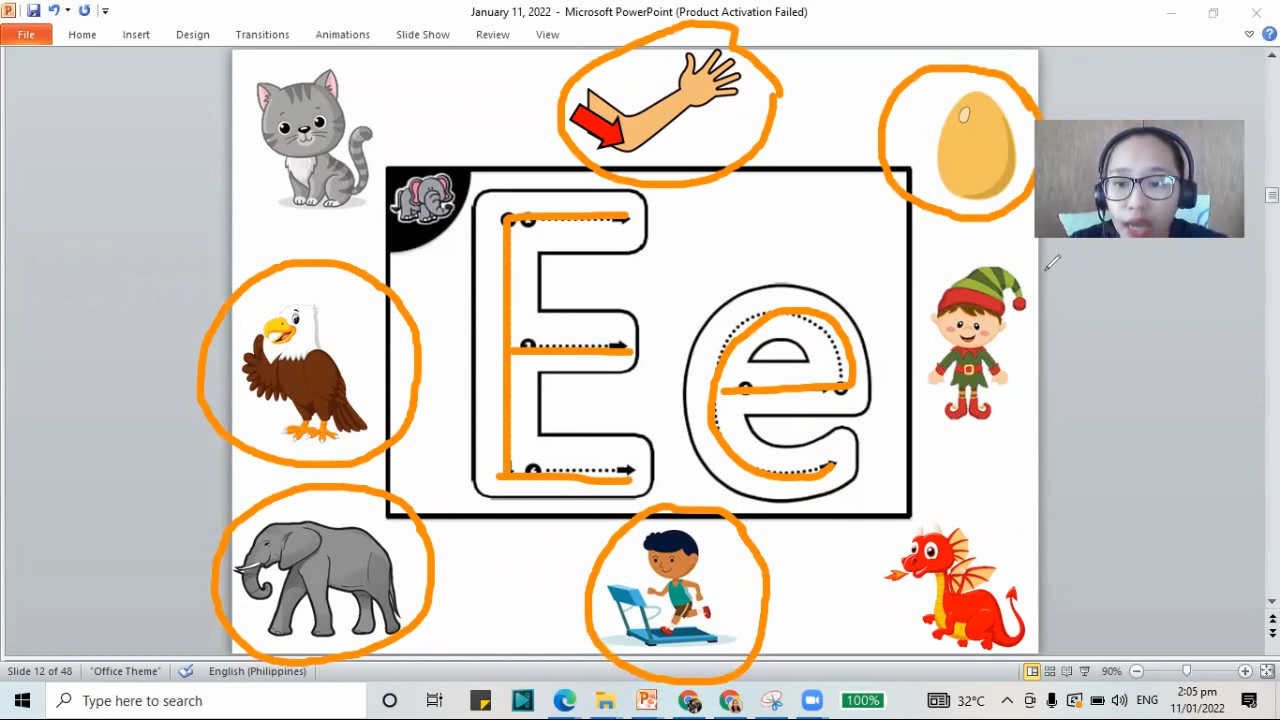 January 11, 2022 - Microsoft PowerPoint (Product Activation Failed)
File Home Insert Design Transitions Animations Slide Show Review View
E e
Slide 12 of 48 "Office Theme" English (Philippines) 90%
Type here to search 100% 32°C ENG 2:05 pm
11/01/2022